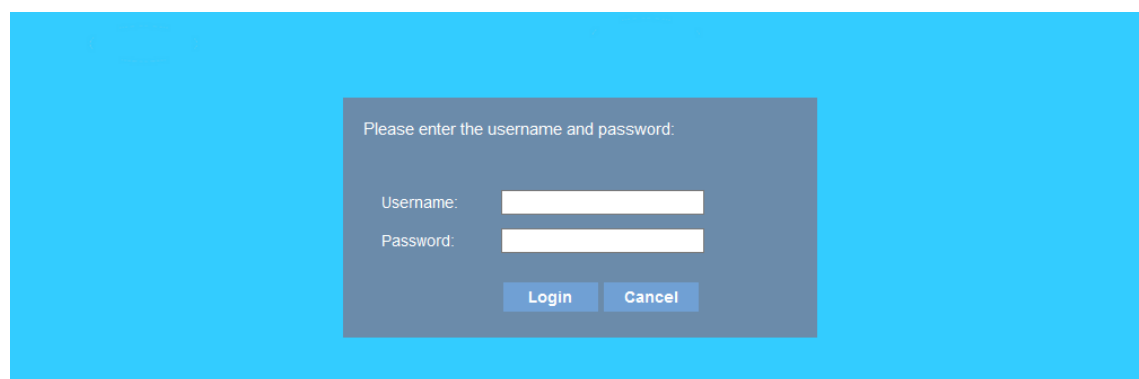 Please enter the username and password:
Username:
Password:
Login Cancel